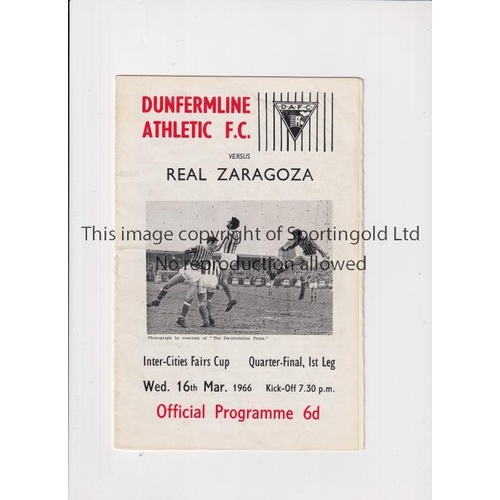 DUNFERMLINE
ATHLETIC F.C.
D.A.F.C
VERSUS
REAL ZARAGOZA
This image is copyright of Sportingold Ltd
No reproduction allowed
Photograph by courtesy of "The Dunfermline Press."
Inter-Cities Fairs Cup Quarter-Final, 1st Leg
Wed. 16th Mar. 1966 Kick-Off 7.30 p.m.
Official Programme 6d